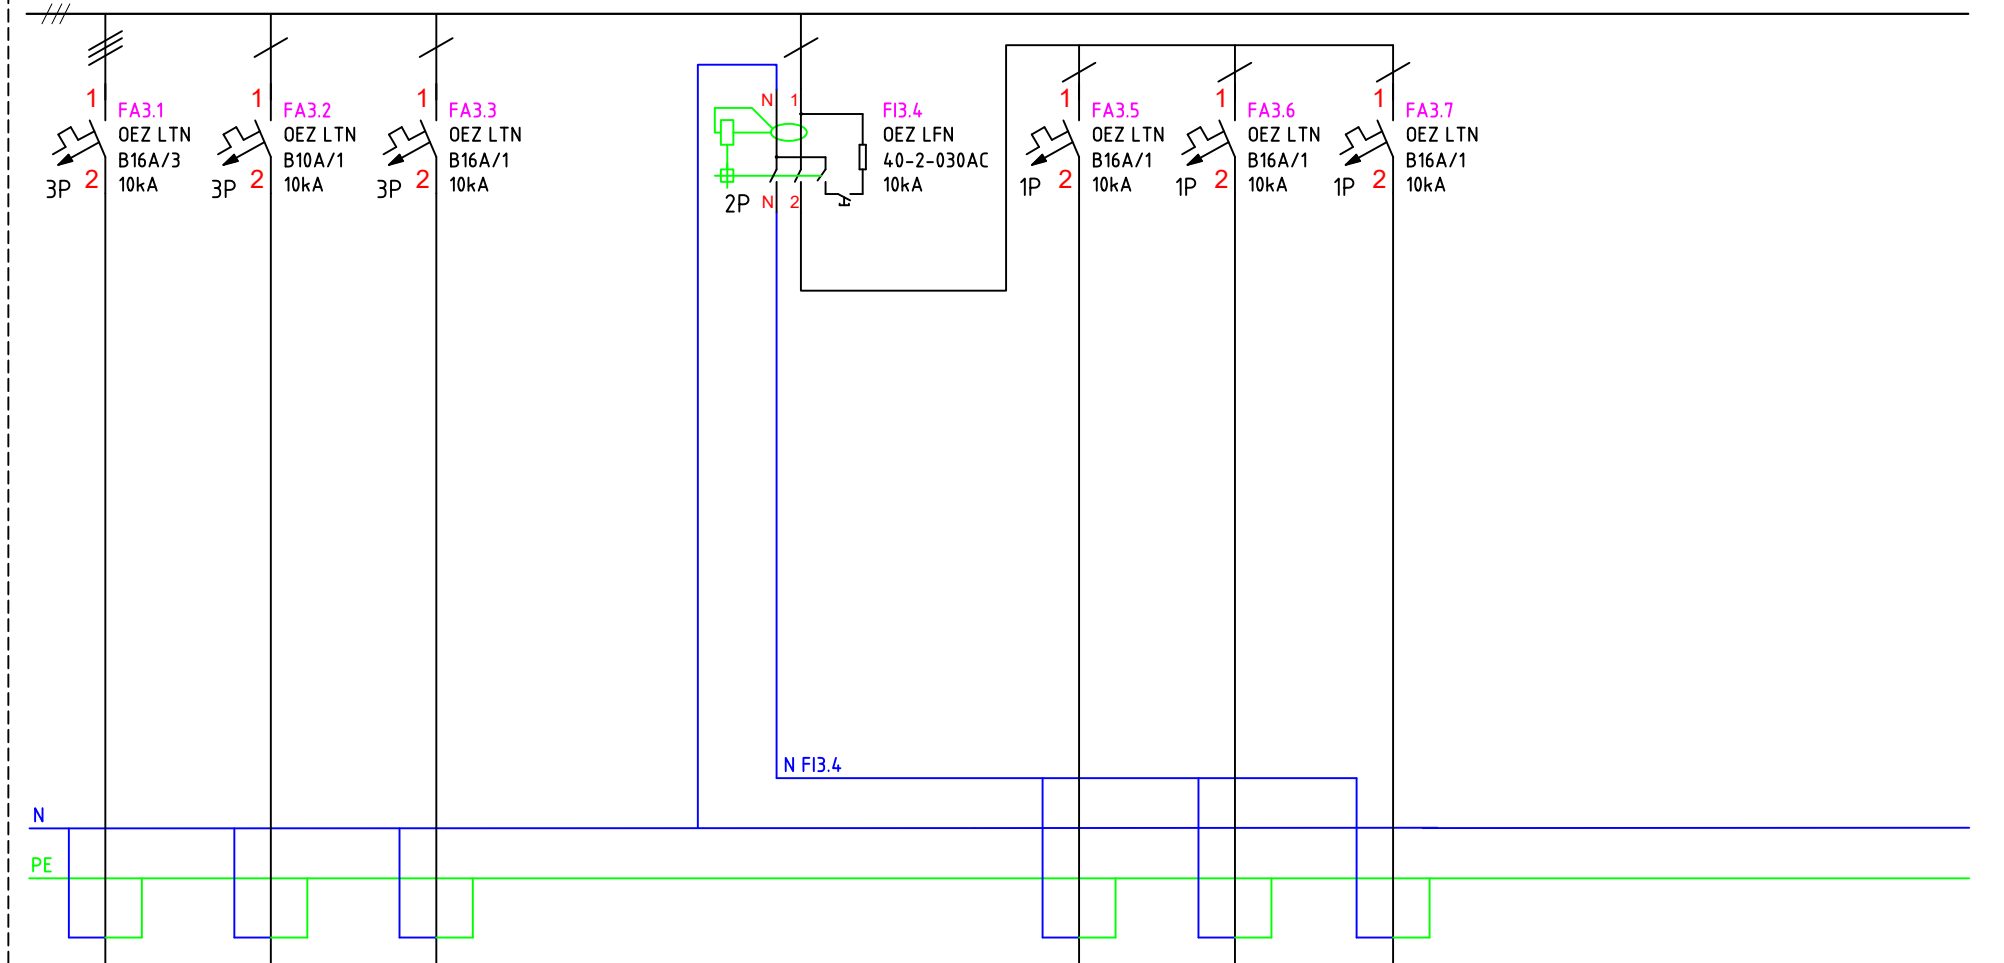 1
FA3.1
OEZ LTN
B16A/3
10kA
3P
2
1
FA3.2
OEZ LTN
B10A/1
10kA
3P
2
1
FA3.3
OEZ LTN
B16A/1
10kA
3P
2
N 1
FI3.4
OEZ LFN
40-2-030AC
10kA
2P N 2
1
FA3.5
OEZ LTN
B16A/1
10kA
1P
2
1
FA3.6
OEZ LTN
B16A/1
10kA
1P
2
1
FA3.7
OEZ LTN
B16A/1
10kA
1P
2
N FI3.4
N
PE